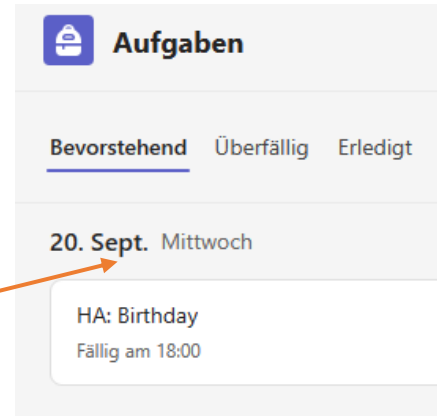 Aufgaben
Bevorstehend Überfällig Erledigt
20. Sept. Mittwoch
HA: Birthday
Fällig am 18:00